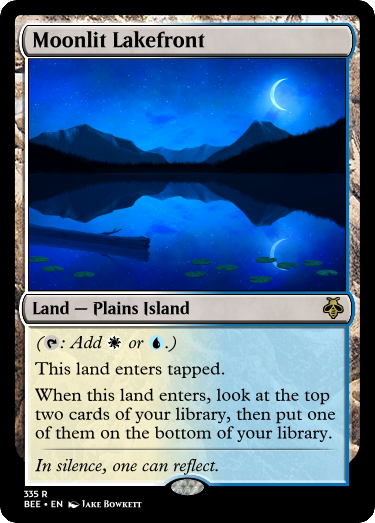 Moonlit Lakefront
Land — Plains Island
(: Add or .)
This land enters tapped.
When this land enters, look at the top
two cards of your library, then put one
of them on the bottom of your library.
In silence, one can reflect.
335 R
BEE • EN Jake Bowkett